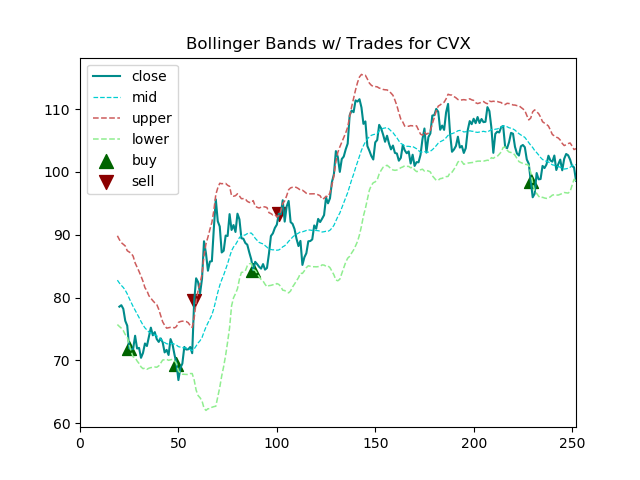 Bollinger Bands w/ Trades for CVX
close
mid
upper
lower
buy
sell
110
100
90
80
70
60
0 50 100 150 200 250